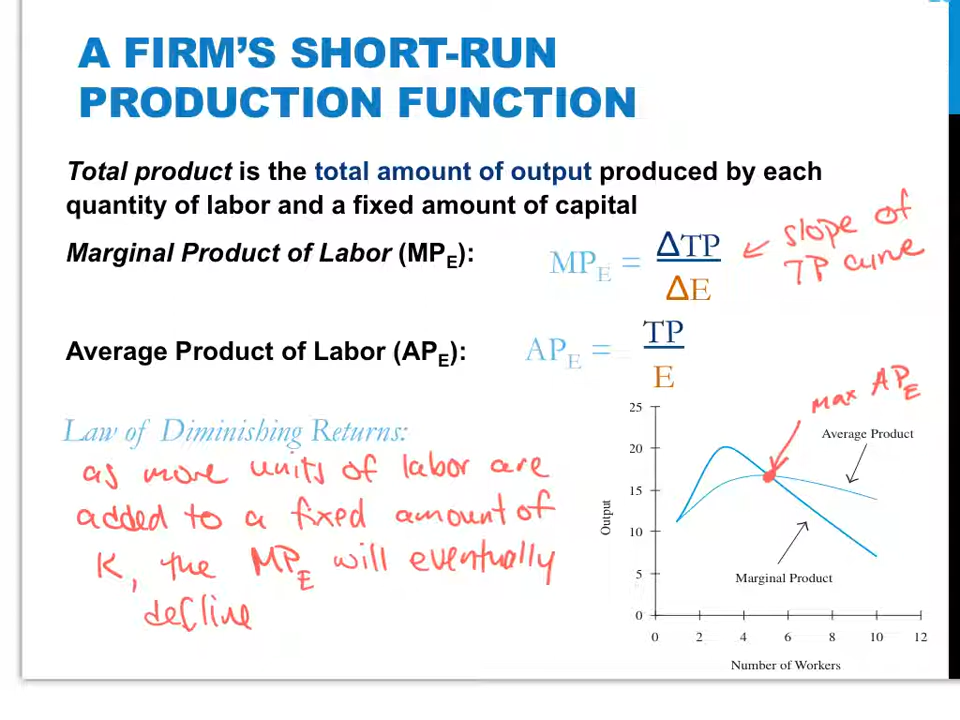 A FIRM'S SHORT-RUN
PRODUCTION FUNCTION
Total product is the total amount of output produced by each
quantity of labor and a fixed amount of capital
Marginal Product of Labor (MPE):
MPE = ΔTP
ΔE
← slope of
TP curve
Average Product of Labor (APE):
APE = TP
E
Law of Diminishing Returns:
as more units of labor are
added to a fixed amount of
K, the MPE will eventually
decline
max APE
Average Product
Marginal Product
Output
25
20
15
10
5
0
0 2 4 6 8 10 12
Number of Workers